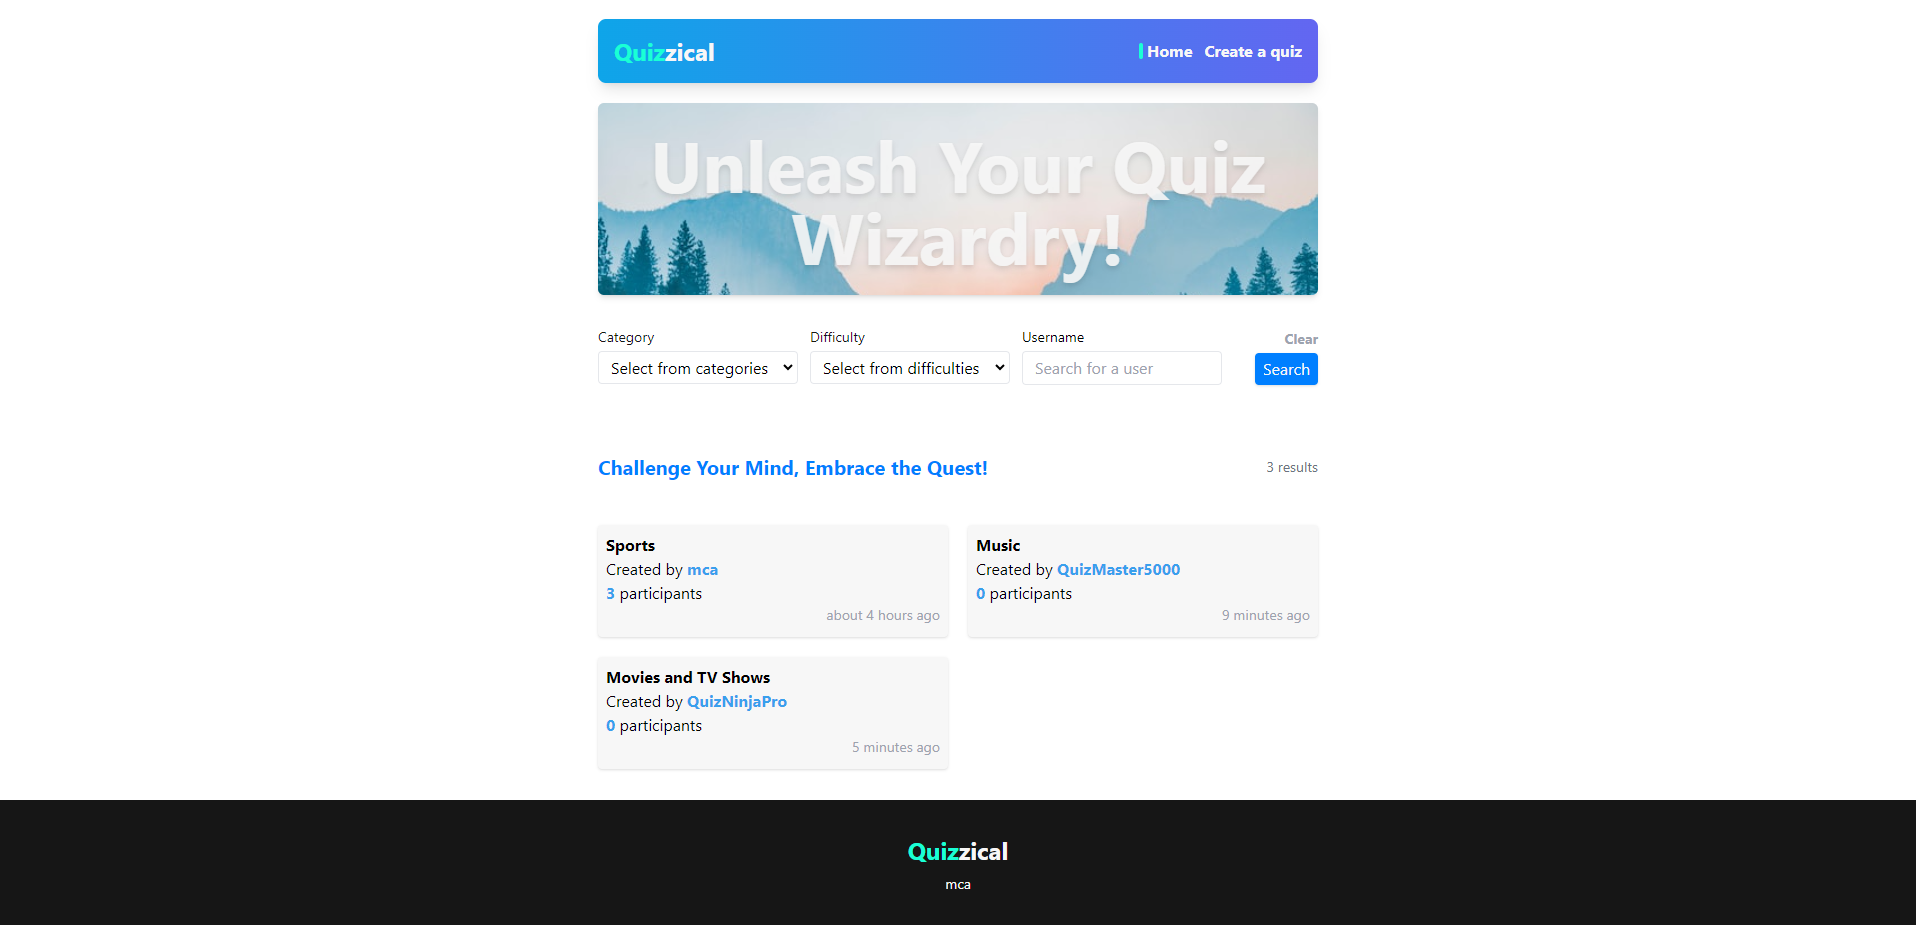 Quizzical
Home Create a quiz
Unleash Your Quiz
Wizardry!
Category
Select from categories
Difficulty
Select from difficulties
Username
Search for a user
Clear
Search
Challenge Your Mind, Embrace the Quest!
3 results
Sports
Created by mca
3 participants
about 4 hours ago
Music
Created by QuizMaster5000
0 participants
9 minutes ago
Movies and TV Shows
Created by QuizNinjaPro
0 participants
5 minutes ago
Quizzical
mca